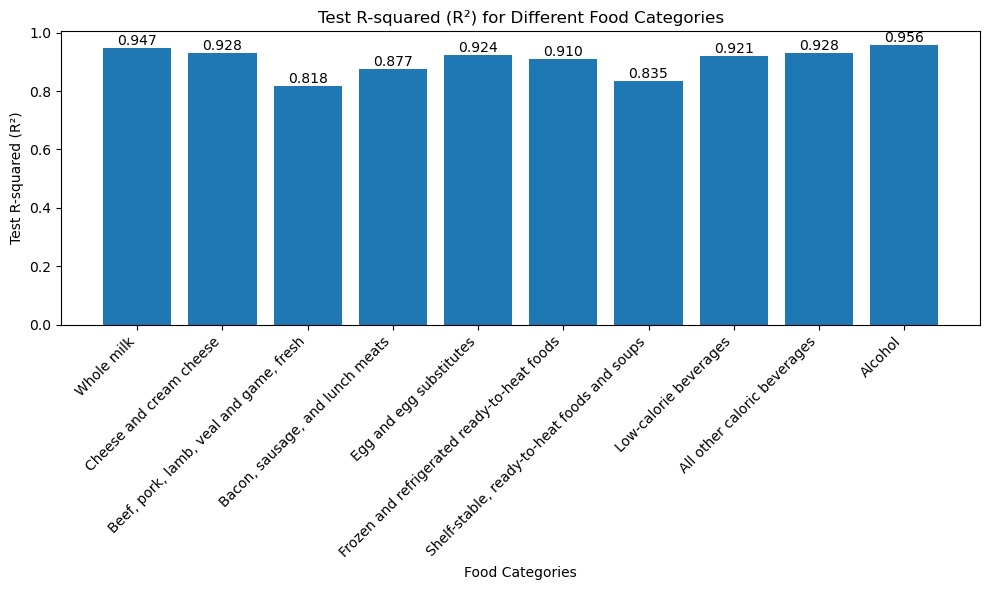 Test R-squared (R²) for Different Food Categories
Test R-squared (R²)
1.0
0.8
0.6
0.4
0.2
0.0
0.947
0.928
0.818
0.877
0.924
0.910
0.835
0.921
0.928
0.956
Whole milk
Cheese and cream cheese
Beef, pork, lamb, veal and game, fresh
Bacon, sausage, and lunch meats
Egg and egg substitutes
Frozen and refrigerated ready-to-heat foods
Shelf-stable, ready-to-heat foods and soups
Low-calorie beverages
All other caloric beverages
Alcohol
Food Categories